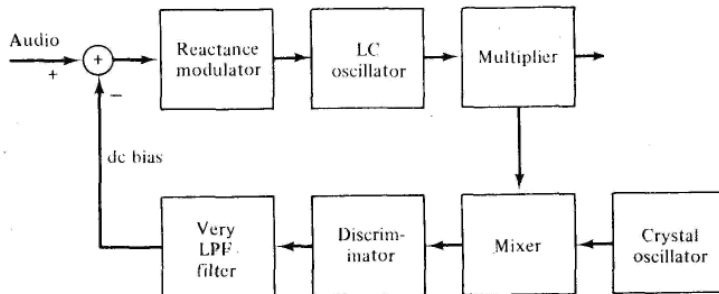 Audio
+
+
−
Reactance
modulator
LC
oscillator
Multiplier
dc bias
Very
LPF
filter
Discrim-
inator
Mixer
Crystal
oscillator